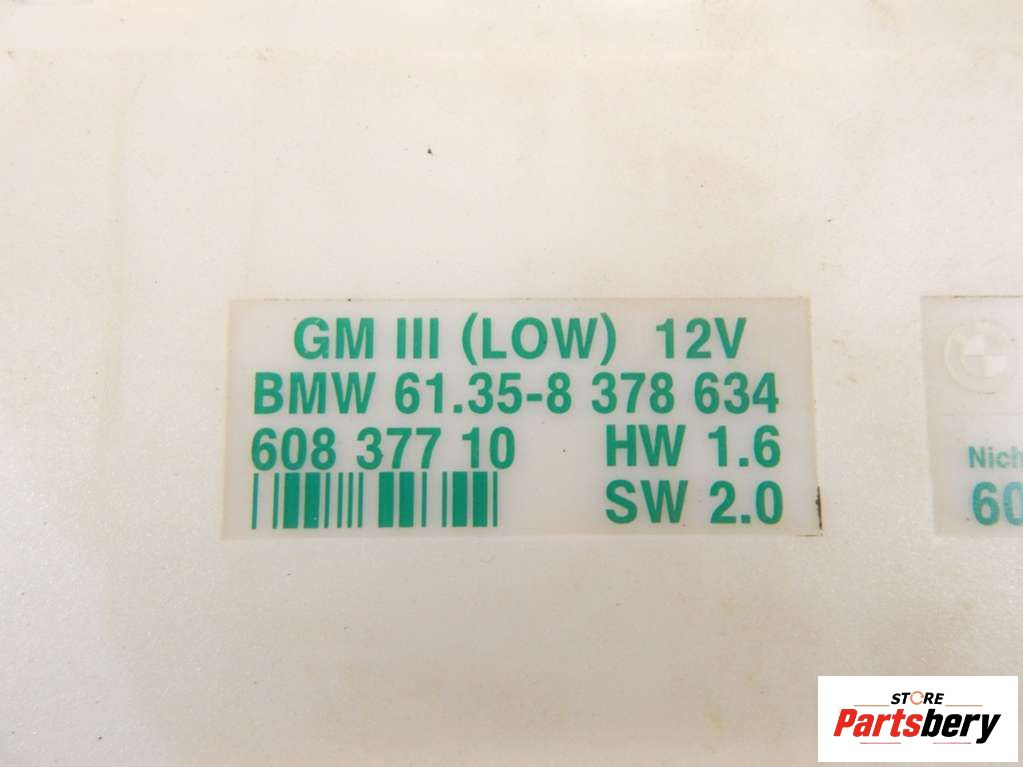 GM III (LOW) 12V
BMW 61.35-8 378 634
608 377 10 HW 1.6
SW 2.0
Nich
60
STORE
Partsbery